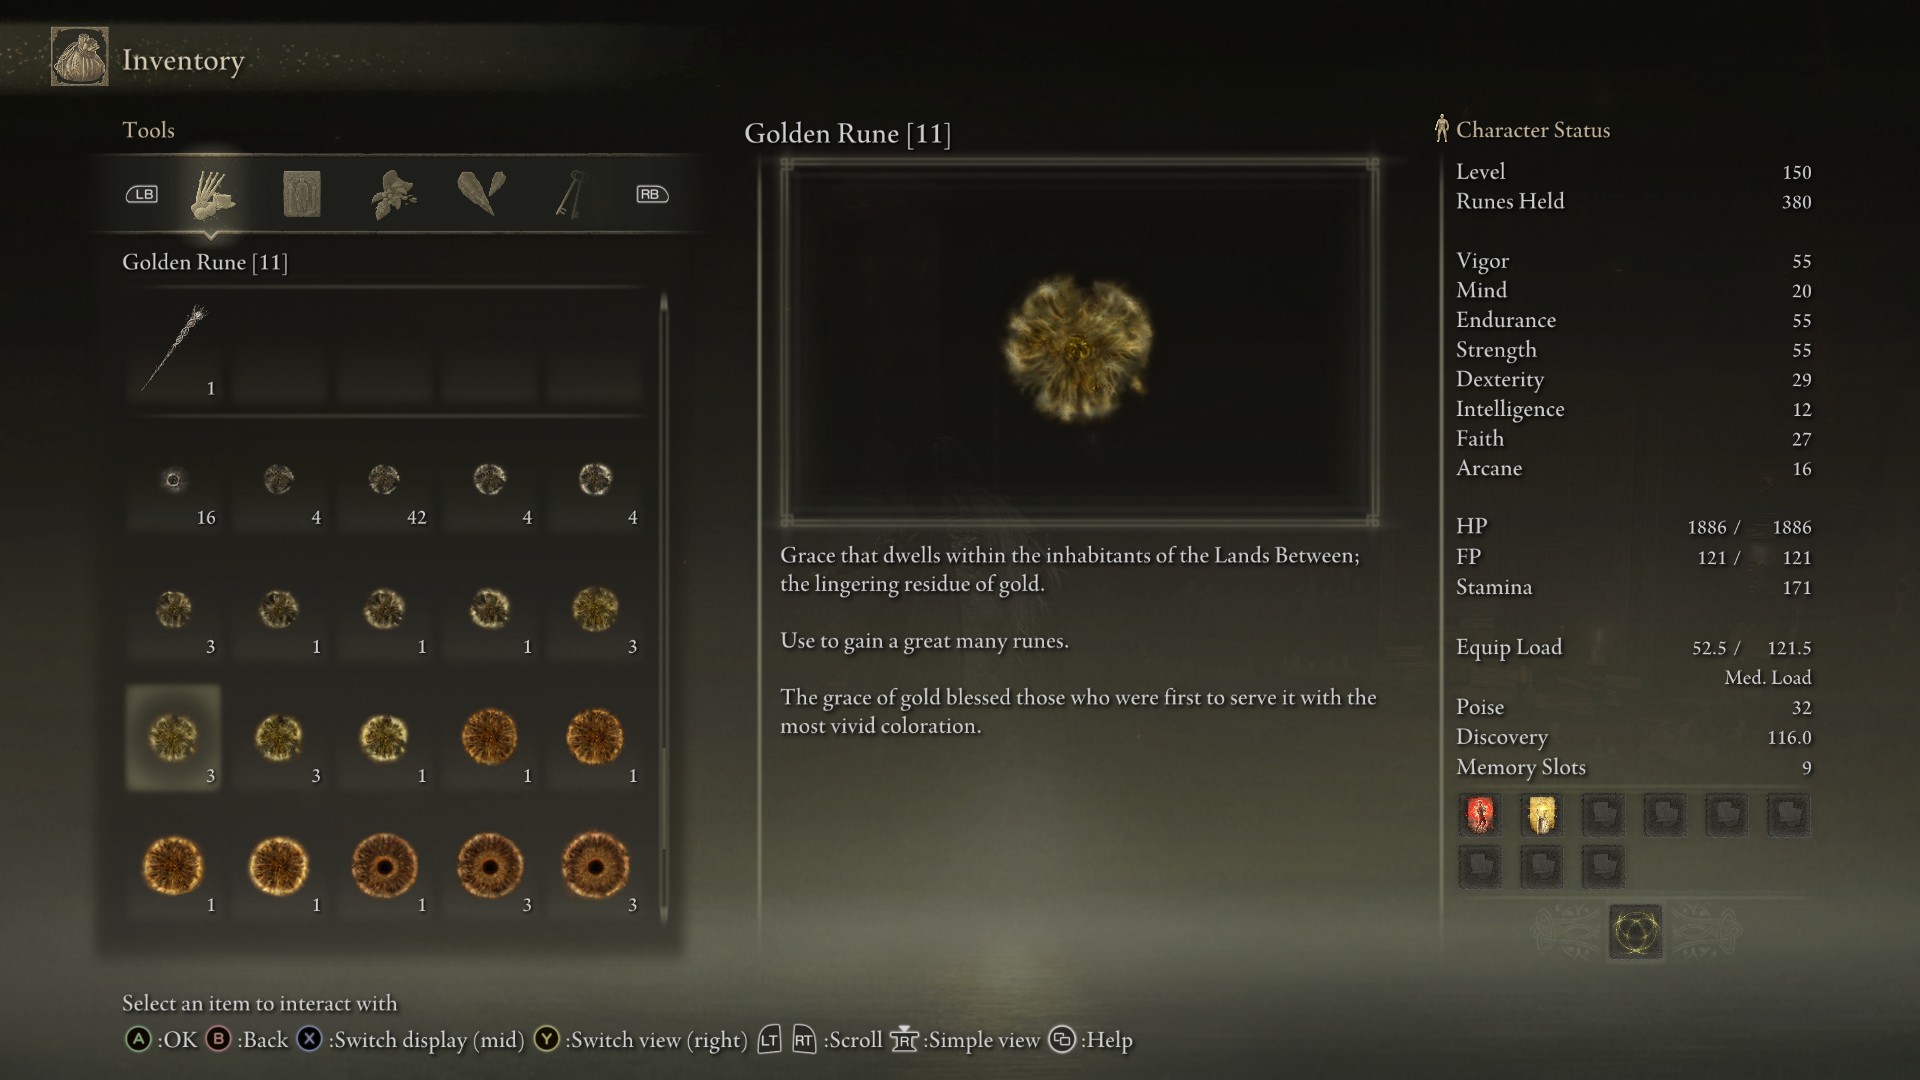 Inventory
Tools
LB
RB
Golden Rune [11]
1
16 4 42 4 4
3 1 1 1 3
3 3 1 1 1
1 1 1 3 3
Golden Rune [11]
Grace that dwells within the inhabitants of the Lands Between;
the lingering residue of gold.
Use to gain a great many runes.
The grace of gold blessed those who were first to serve it with the
most vivid coloration.
Character Status
Level 150
Runes Held 380
Vigor 55
Mind 20
Endurance 55
Strength 55
Dexterity 29
Intelligence 12
Faith 27
Arcane 16
HP 1886 / 1886
FP 121 / 121
Stamina 171
Equip Load 52.5 / 121.5
Med. Load
Poise 32
Discovery 116.0
Memory Slots 9
Select an item to interact with
A :OK B :Back X :Switch display (mid) Y :Switch view (right) LT RT :Scroll R :Simple view :Help